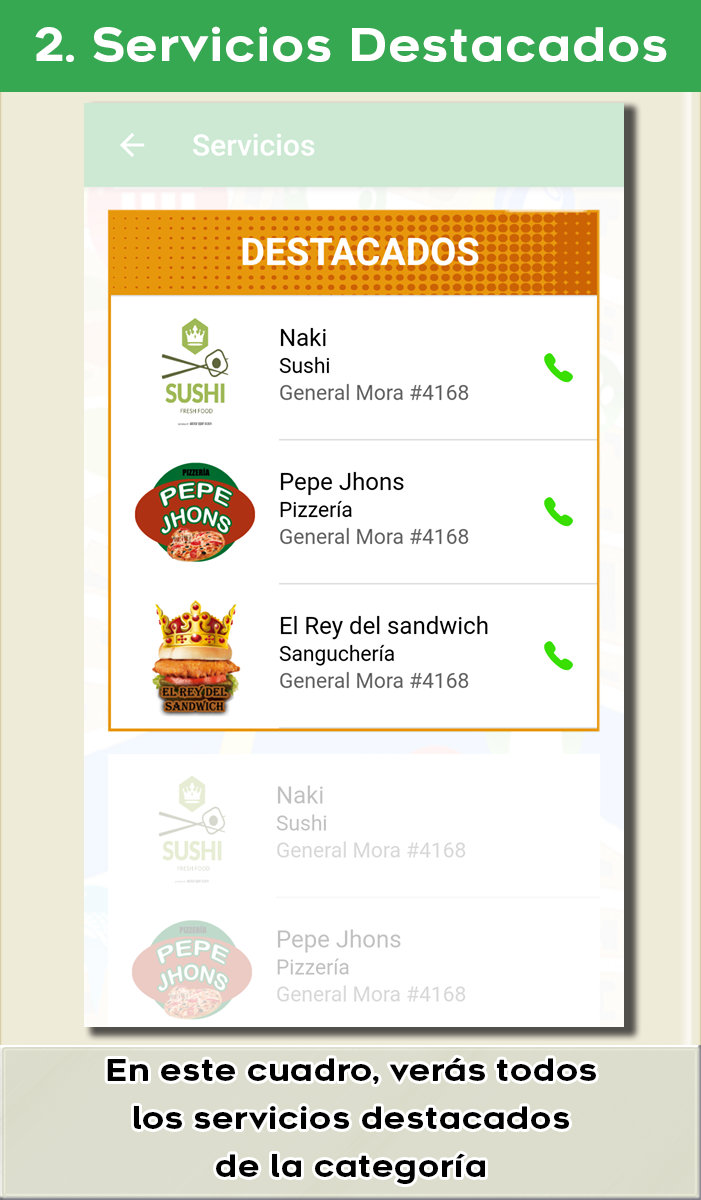 2. Servicios Destacados
Servicios
DESTACADOS
SUSHI
FRESH FOOD
Naki
Sushi
General Mora #4168
PIZZERÍA
PEPE
JHONS
Pepe Jhons
Pizzería
General Mora #4168
EL REY DEL
SANDWICH
El Rey del sandwich
Sanguchería
General Mora #4168
SUSHI
FRESH FOOD
Naki
Sushi
General Mora #4168
PIZZERÍA
PEPE
JHONS
Pepe Jhons
Pizzería
General Mora #4168
En este cuadro, verás todos
los servicios destacados
de la categoría